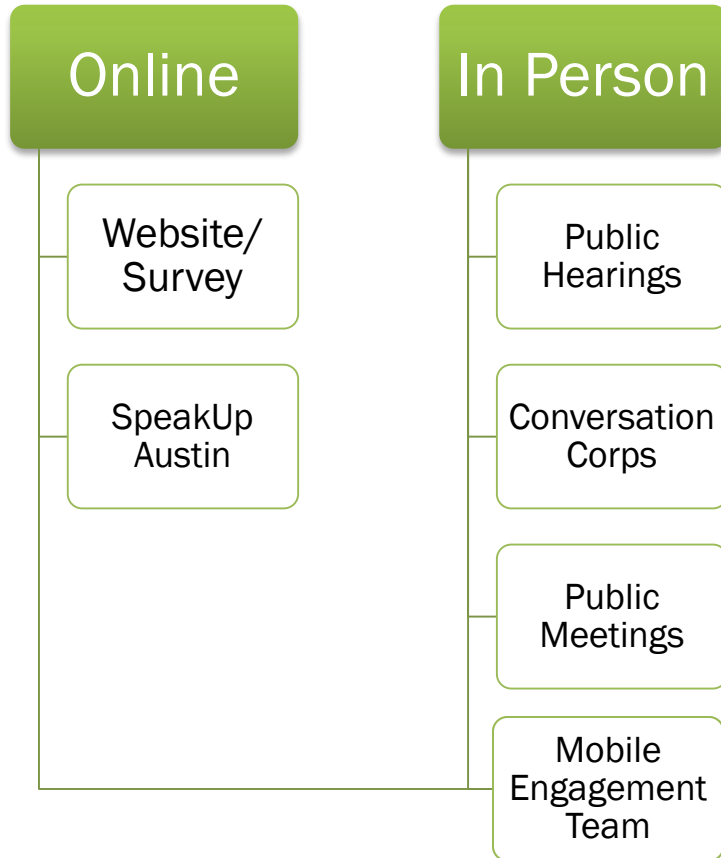 Online
Website/
Survey
SpeakUp
Austin
In Person
Public
Hearings
Conversation
Corps
Public
Meetings
Mobile
Engagement
Team